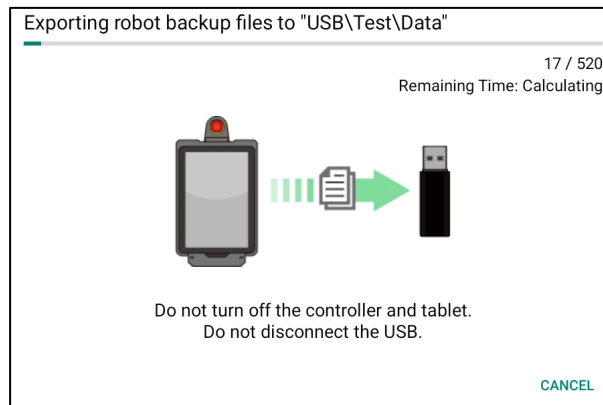 Exporting robot backup files to "USB\Test\Data"
17 / 520
Remaining Time: Calculating
Do not turn off the controller and tablet.
Do not disconnect the USB.
CANCEL